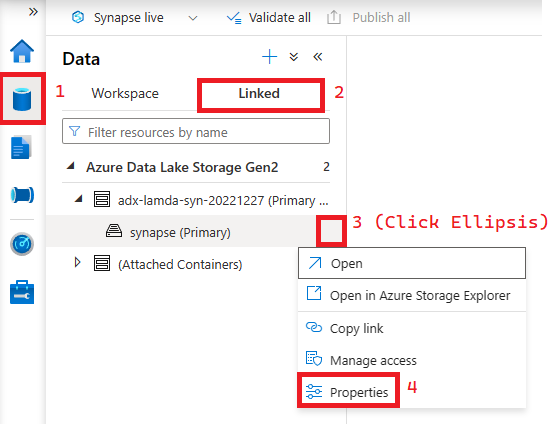 »
Synapse live
Validate all
Publish all
Data
1
Workspace
Linked
2
Filter resources by name
Azure Data Lake Storage Gen2
2
adx-lamda-syn-20221227 (Primary ...
synapse (Primary)
3 (Click Ellipsis)
(Attached Containers)
Open
Open in Azure Storage Explorer
Copy link
Manage access
Properties
4